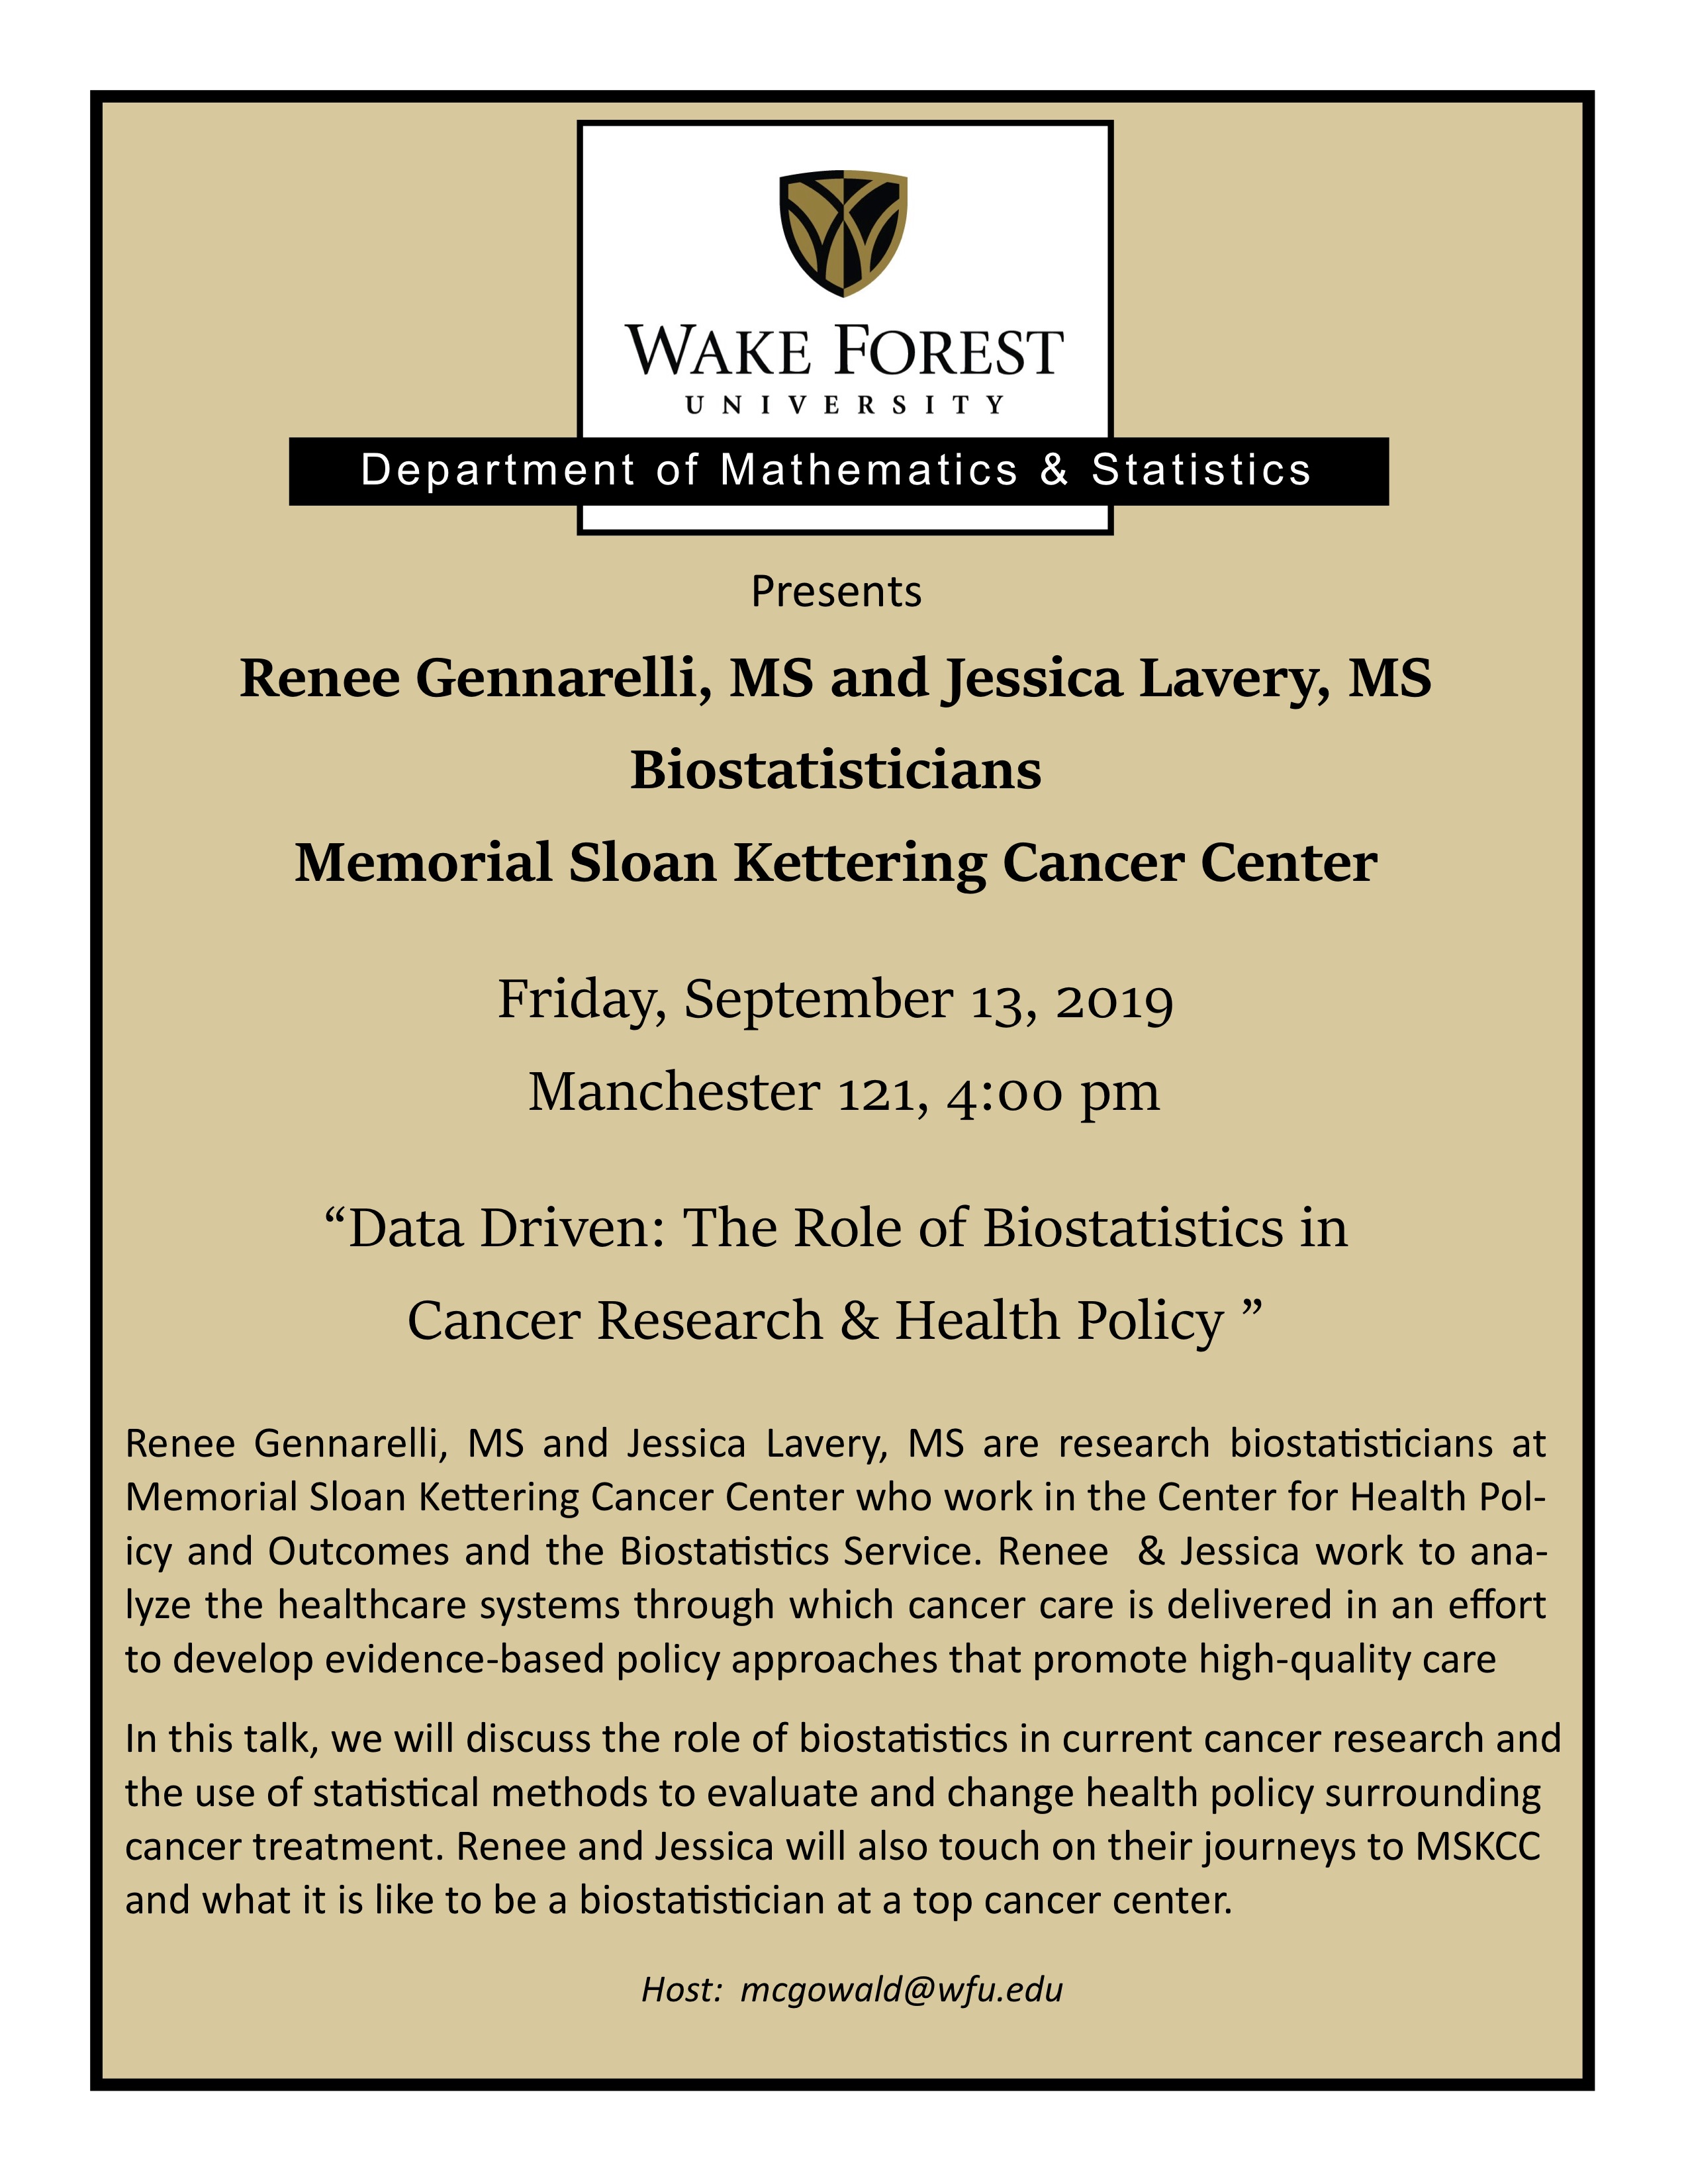 WAKE FOREST
UNIVERSITY
Department of Mathematics & Statistics
Presents
Renee Gennarelli, MS and Jessica Lavery, MS
Biostatisticians
Memorial Sloan Kettering Cancer Center
Friday, September 13, 2019
Manchester 121, 4:00 pm
“Data Driven: The Role of Biostatistics in
Cancer Research & Health Policy ”
Renee Gennarelli, MS and Jessica Lavery, MS are research biostatisticians at
Memorial Sloan Kettering Cancer Center who work in the Center for Health Pol-
icy and Outcomes and the Biostatistics Service. Renee & Jessica work to ana-
lyze the healthcare systems through which cancer care is delivered in an effort
to develop evidence-based policy approaches that promote high-quality care
In this talk, we will discuss the role of biostatistics in current cancer research and
the use of statistical methods to evaluate and change health policy surrounding
cancer treatment. Renee and Jessica will also touch on their journeys to MSKCC
and what it is like to be a biostatistician at a top cancer center.
Host: mcgowald@wfu.edu